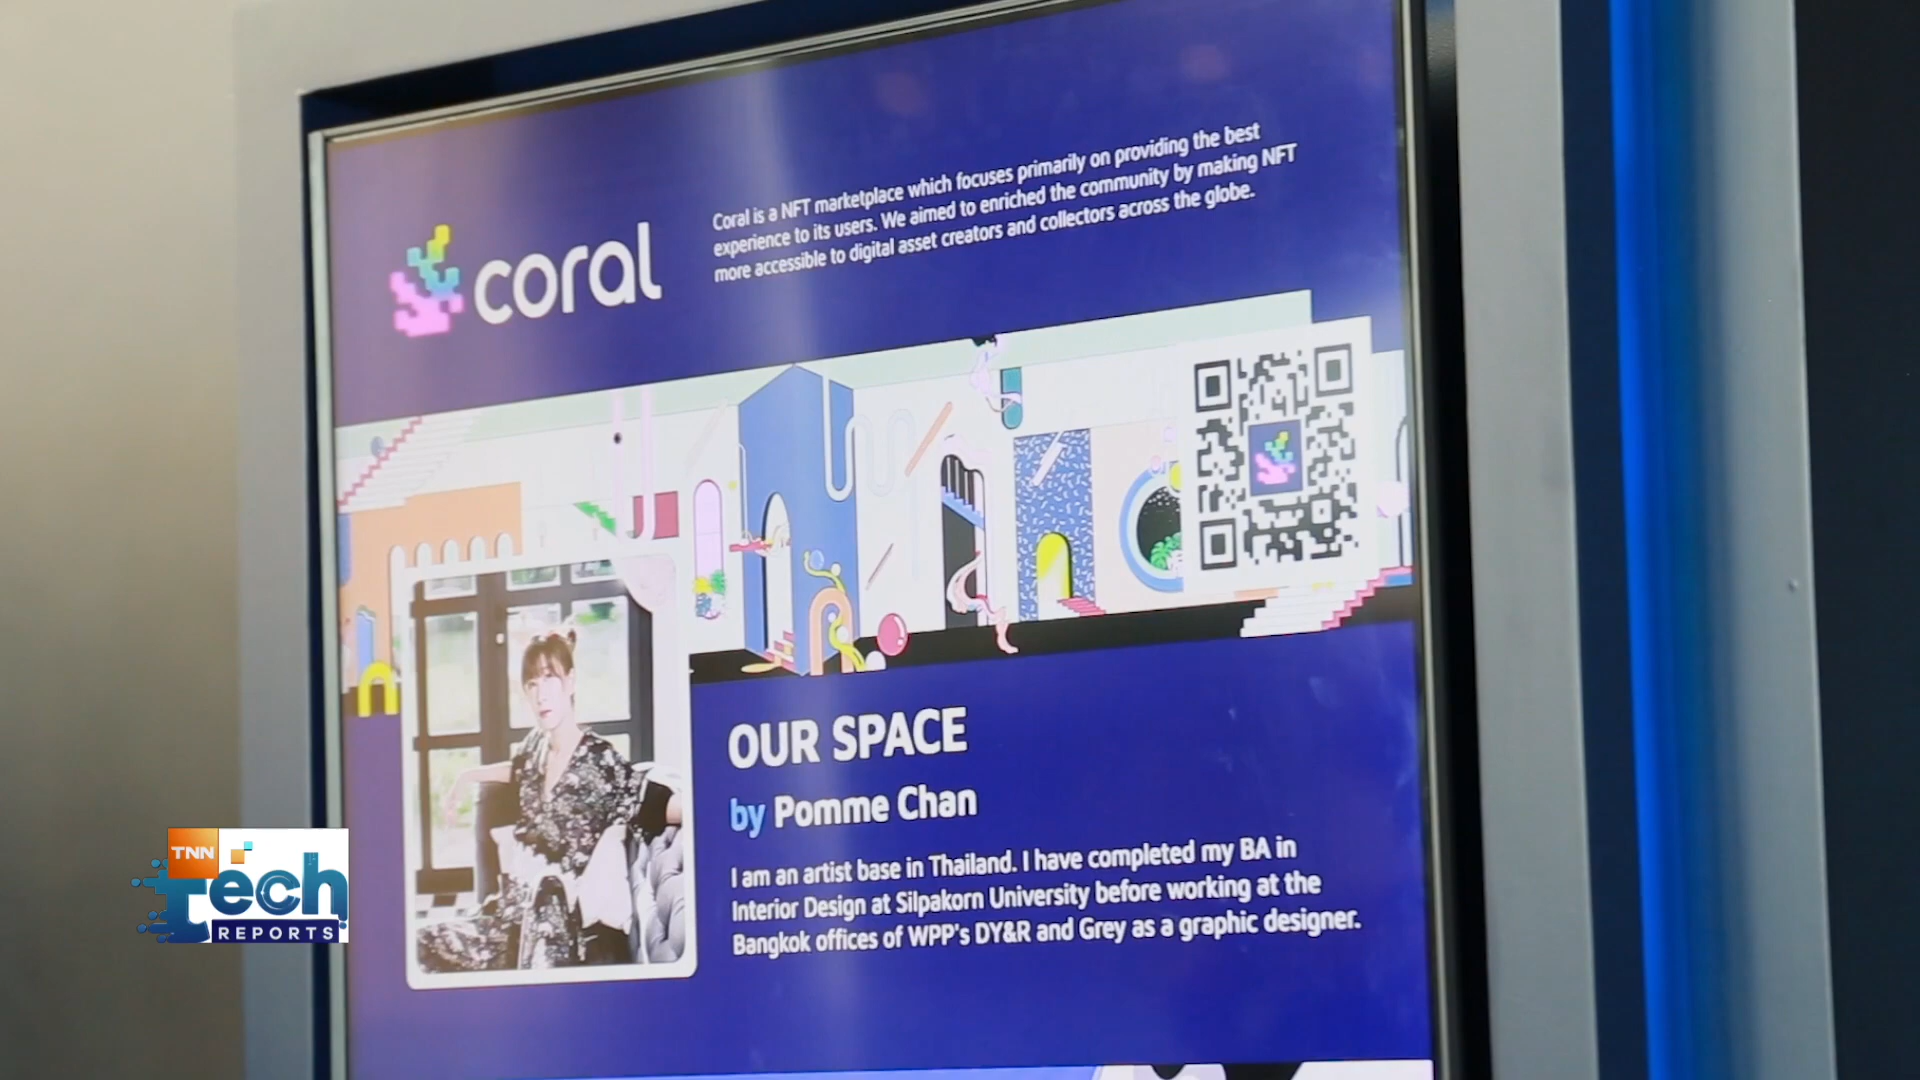 coral
Coral is a NFT marketplace which focuses primarily on providing the best
experience to its users. We aimed to enriched the community by making NFT
more accessible to digital asset creators and collectors across the globe.
OUR SPACE
by Pomme Chan
I am an artist base in Thailand. I have completed my BA in
Interior Design at Silpakorn University before working at the
Bangkok offices of WPP's DY&R and Grey as a graphic designer.
TNN
Tech
REPORTS